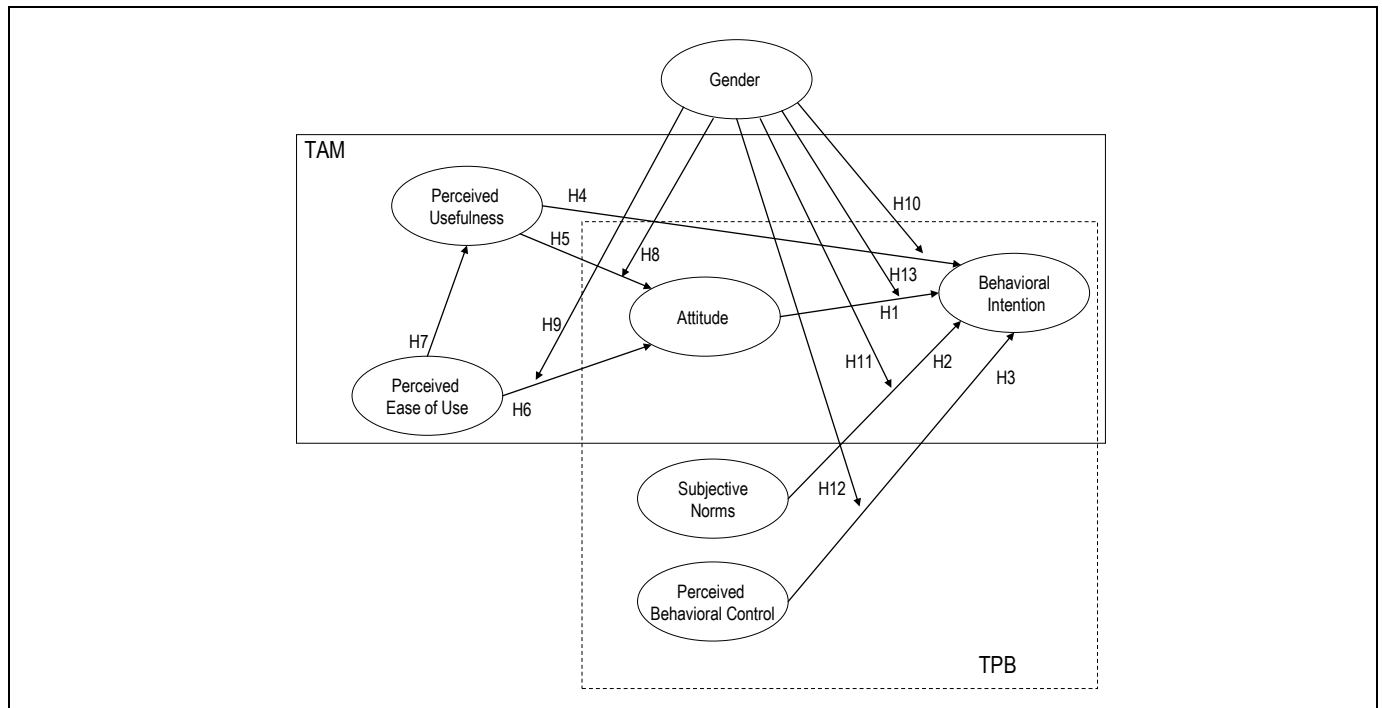 Gender
TAM
Perceived
Usefulness
H4
H10
H5
H8
H13
Behavioral
Intention
Attitude
H1
H9
H7
H11
H2
H3
Perceived
Ease of Use
H6
Subjective
Norms
H12
Perceived
Behavioral Control
TPB